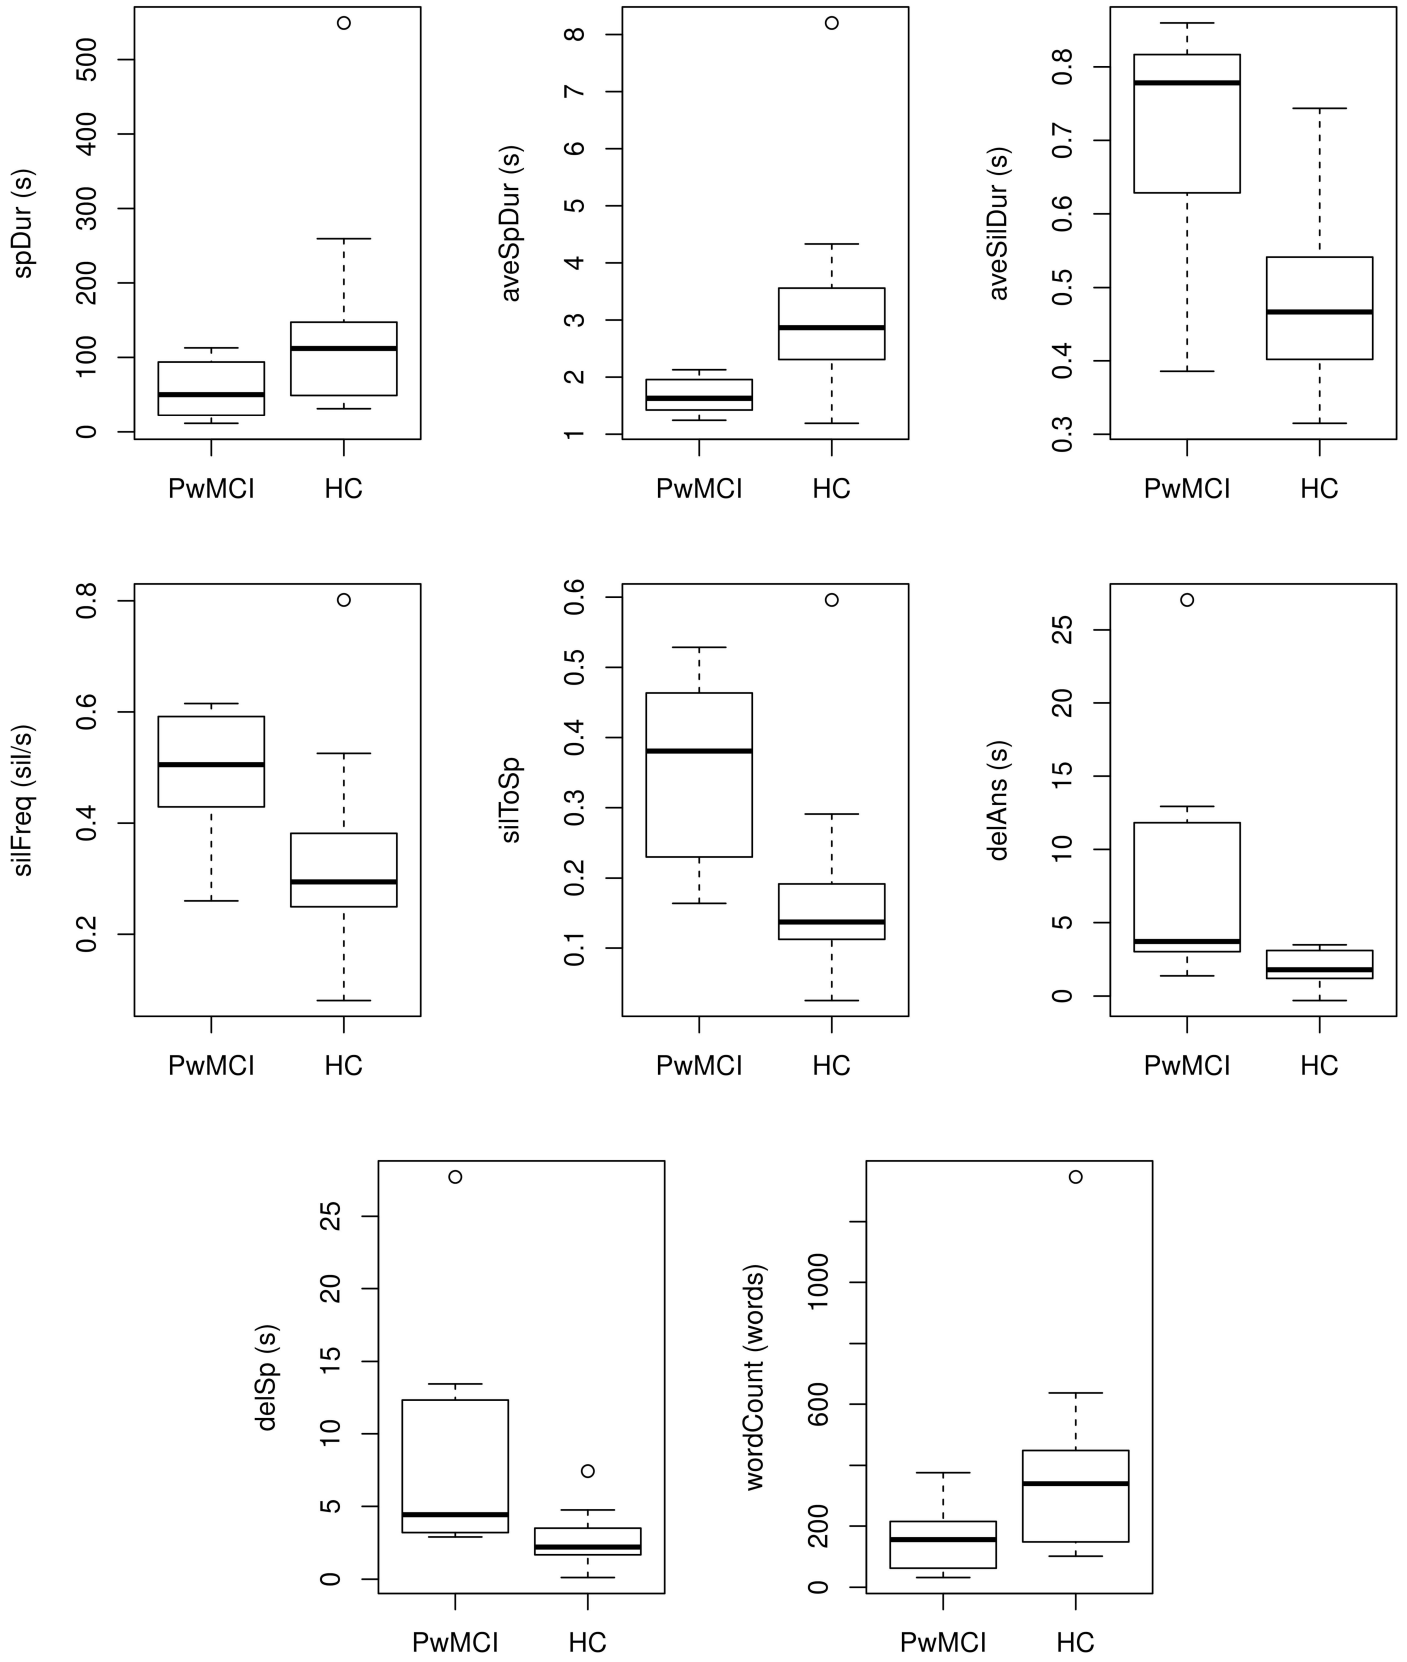 spDur (s)
0 100 200 300 400 500
PwMCI HC
aveSpDur (s)
1 2 3 4 5 6 7 8
PwMCI HC
aveSilDur (s)
0.3 0.4 0.5 0.6 0.7 0.8
PwMCI HC
silFreq (sil/s)
0.2 0.4 0.6 0.8
PwMCI HC
silToSp
0.1 0.2 0.3 0.4 0.5 0.6
PwMCI HC
delAns (s)
0 5 10 15 20 25
PwMCI HC
delSp (s)
0 5 10 15 20 25
PwMCI HC
wordCount (words)
0 200 600 1000
PwMCI HC